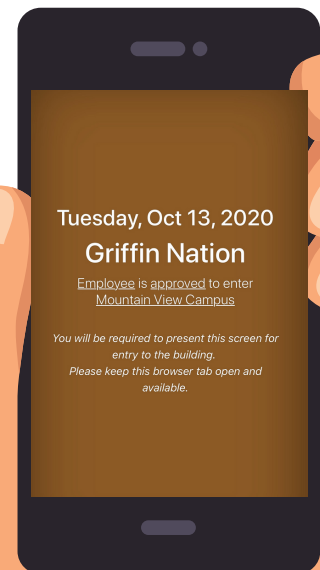 Tuesday, Oct 13, 2020
Griffin Nation
Employee is approved to enter
Mountain View Campus
You will be required to present this screen for
entry to the building.
Please keep this browser tab open and
available.